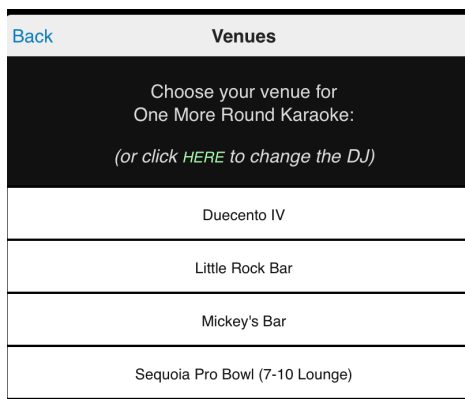 Back
Venues
Choose your venue for
One More Round Karaoke:
(or click HERE to change the DJ)
Duecento IV
Little Rock Bar
Mickey's Bar
Sequoia Pro Bowl (7-10 Lounge)